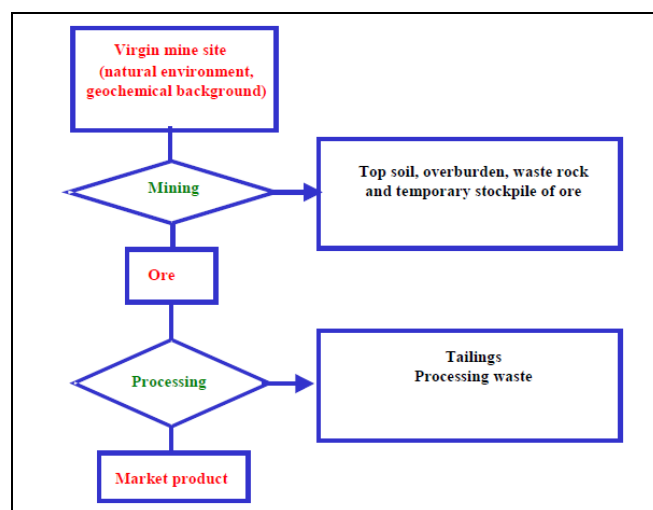 Virgin mine site
(natural environment,
geochemical background)
Mining
Top soil, overburden, waste rock
and temporary stockpile of ore
Ore
Processing
Tailings
Processing waste
Market product